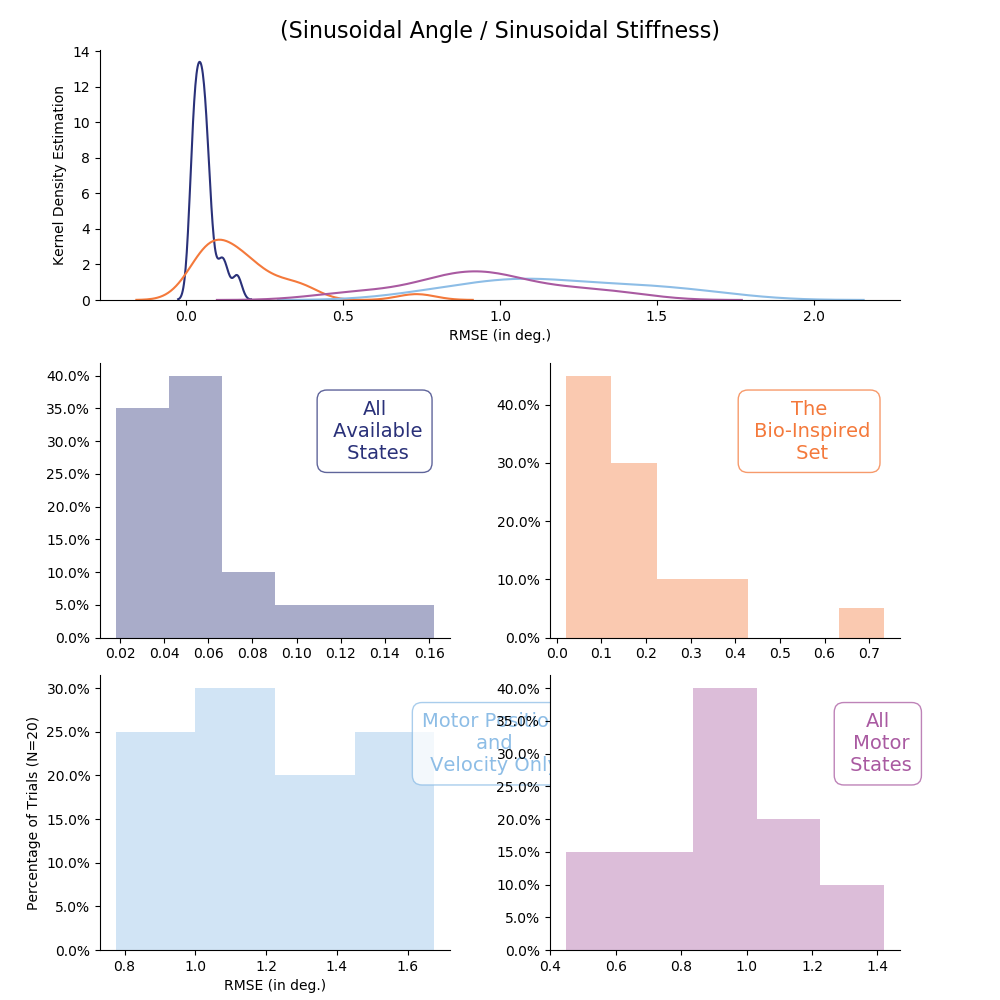 (Sinusoidal Angle / Sinusoidal Stiffness)
Kernel Density Estimation
14
12
10
8
6
4
2
0
0.0 0.5 1.0 1.5 2.0
RMSE (in deg.)
40.0%
35.0%
30.0%
25.0%
20.0%
15.0%
10.0%
5.0%
0.0%
All
Available
States
0.02 0.04 0.06 0.08 0.10 0.12 0.14 0.16
40.0%
30.0%
20.0%
10.0%
0.0%
The
Bio-Inspired
Set
0.0 0.1 0.2 0.3 0.4 0.5 0.6 0.7
Percentage of Trials (N=20)
30.0%
25.0%
20.0%
15.0%
10.0%
5.0%
0.0%
Motor Positio
and
Velocity Only
0.8 1.0 1.2 1.4 1.6
RMSE (in deg.)
40.0%
35.0%
30.0%
25.0%
20.0%
15.0%
10.0%
5.0%
0.0%
All
Motor
States
0.4 0.6 0.8 1.0 1.2 1.4